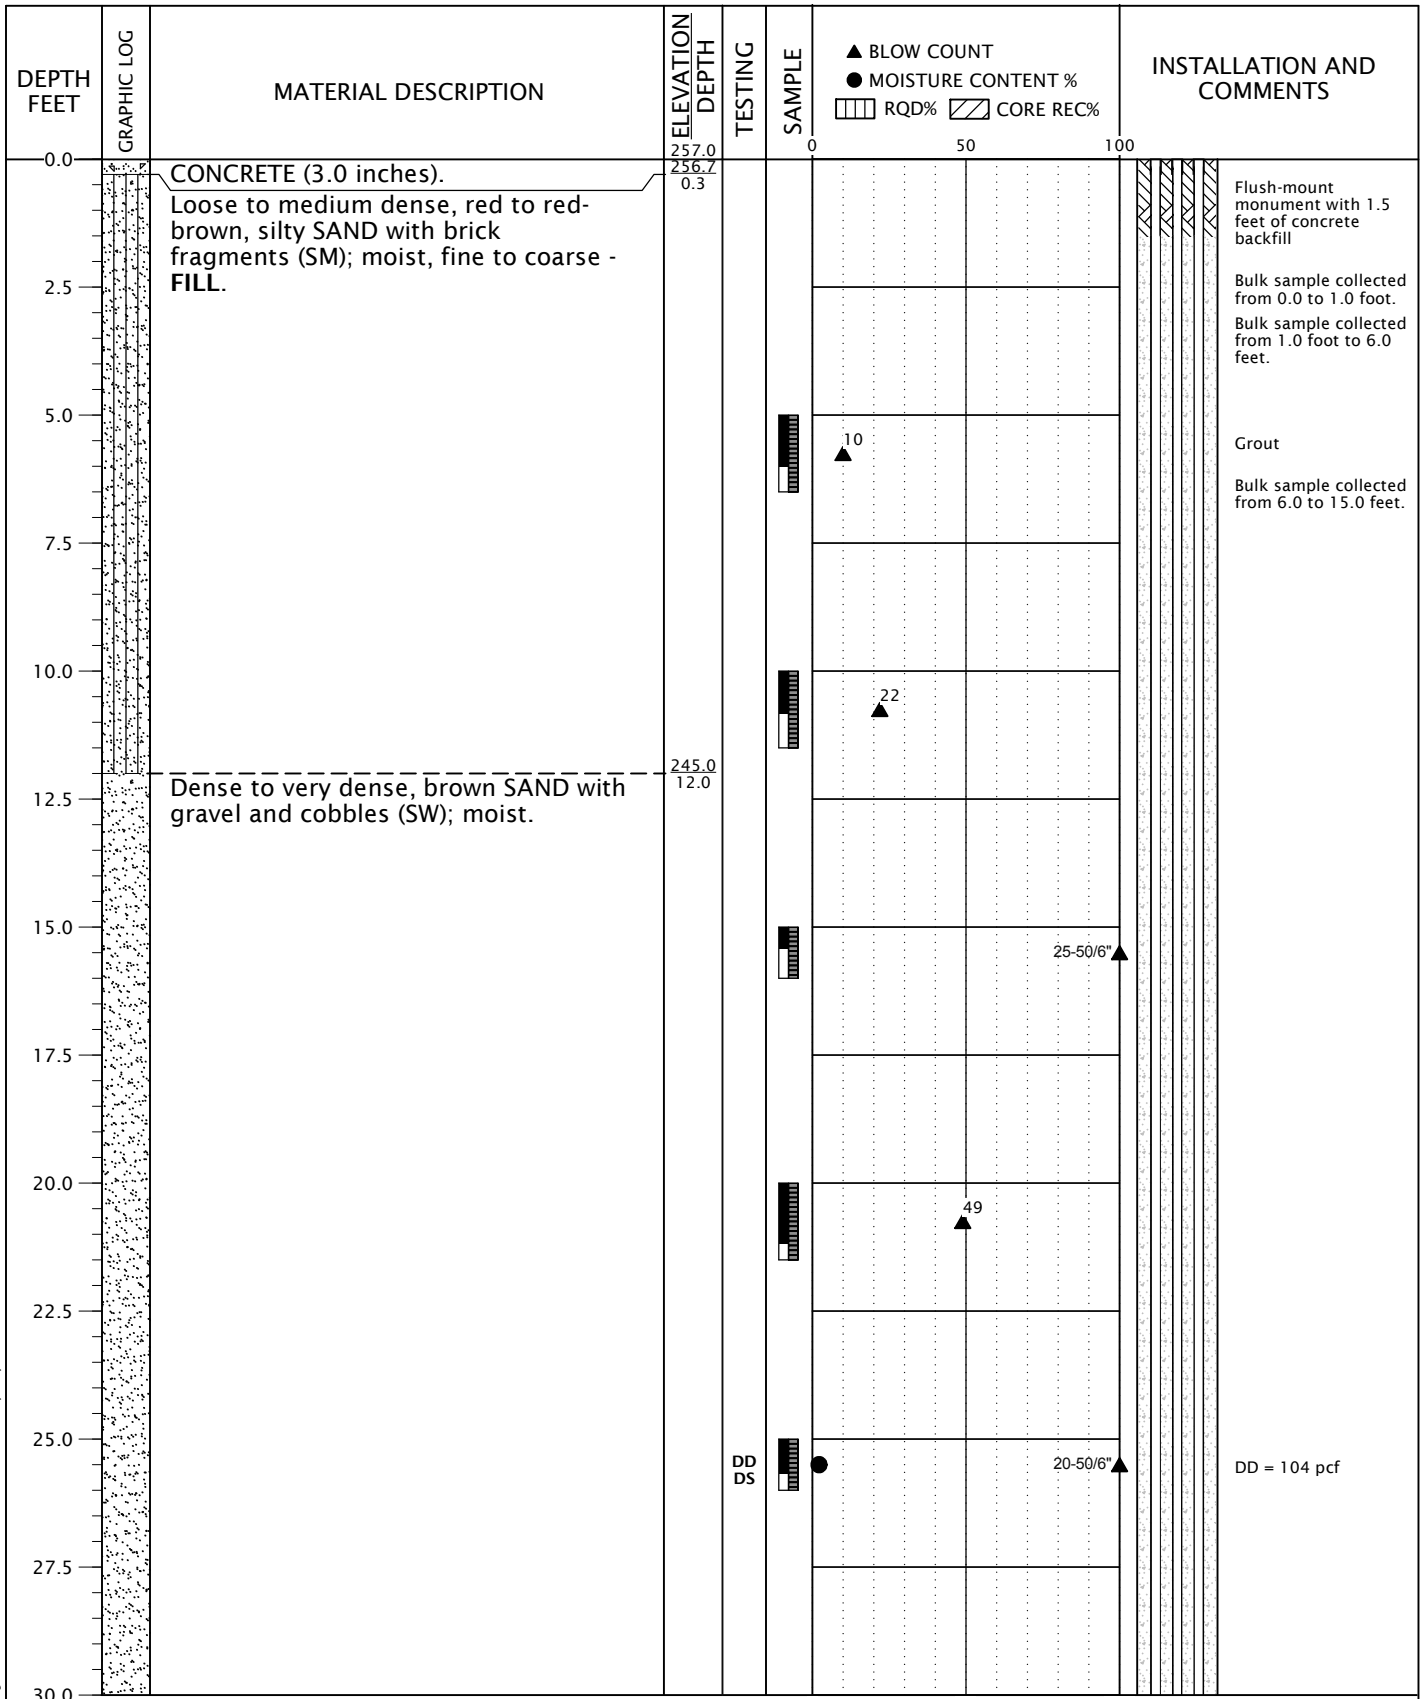 DEPTH
FEET
GRAPHIC LOG
MATERIAL DESCRIPTION
ELEVATION
DEPTH
TESTING
SAMPLE
▲ BLOW COUNT
● MOISTURE CONTENT %
RQD% CORE REC%
0 50 100
INSTALLATION AND
COMMENTS
257.0
0.0
CONCRETE (3.0 inches).
256.7
0.3
Loose to medium dense, red to red-
brown, silty SAND with brick
fragments (SM); moist, fine to coarse -
FILL.
Flush-mount
monument with 1.5
feet of concrete
backfill
2.5
Bulk sample collected
from 0.0 to 1.0 foot.
Bulk sample collected
from 1.0 foot to 6.0
feet.
5.0
10
Grout
Bulk sample collected
from 6.0 to 15.0 feet.
7.5
10.0
22
245.0
12.0
Dense to very dense, brown SAND with
gravel and cobbles (SW); moist.
12.5
15.0
25-50/6"
17.5
20.0
49
22.5
25.0
DD
DS
20-50/6"
DD = 104 pcf
27.5
30.0